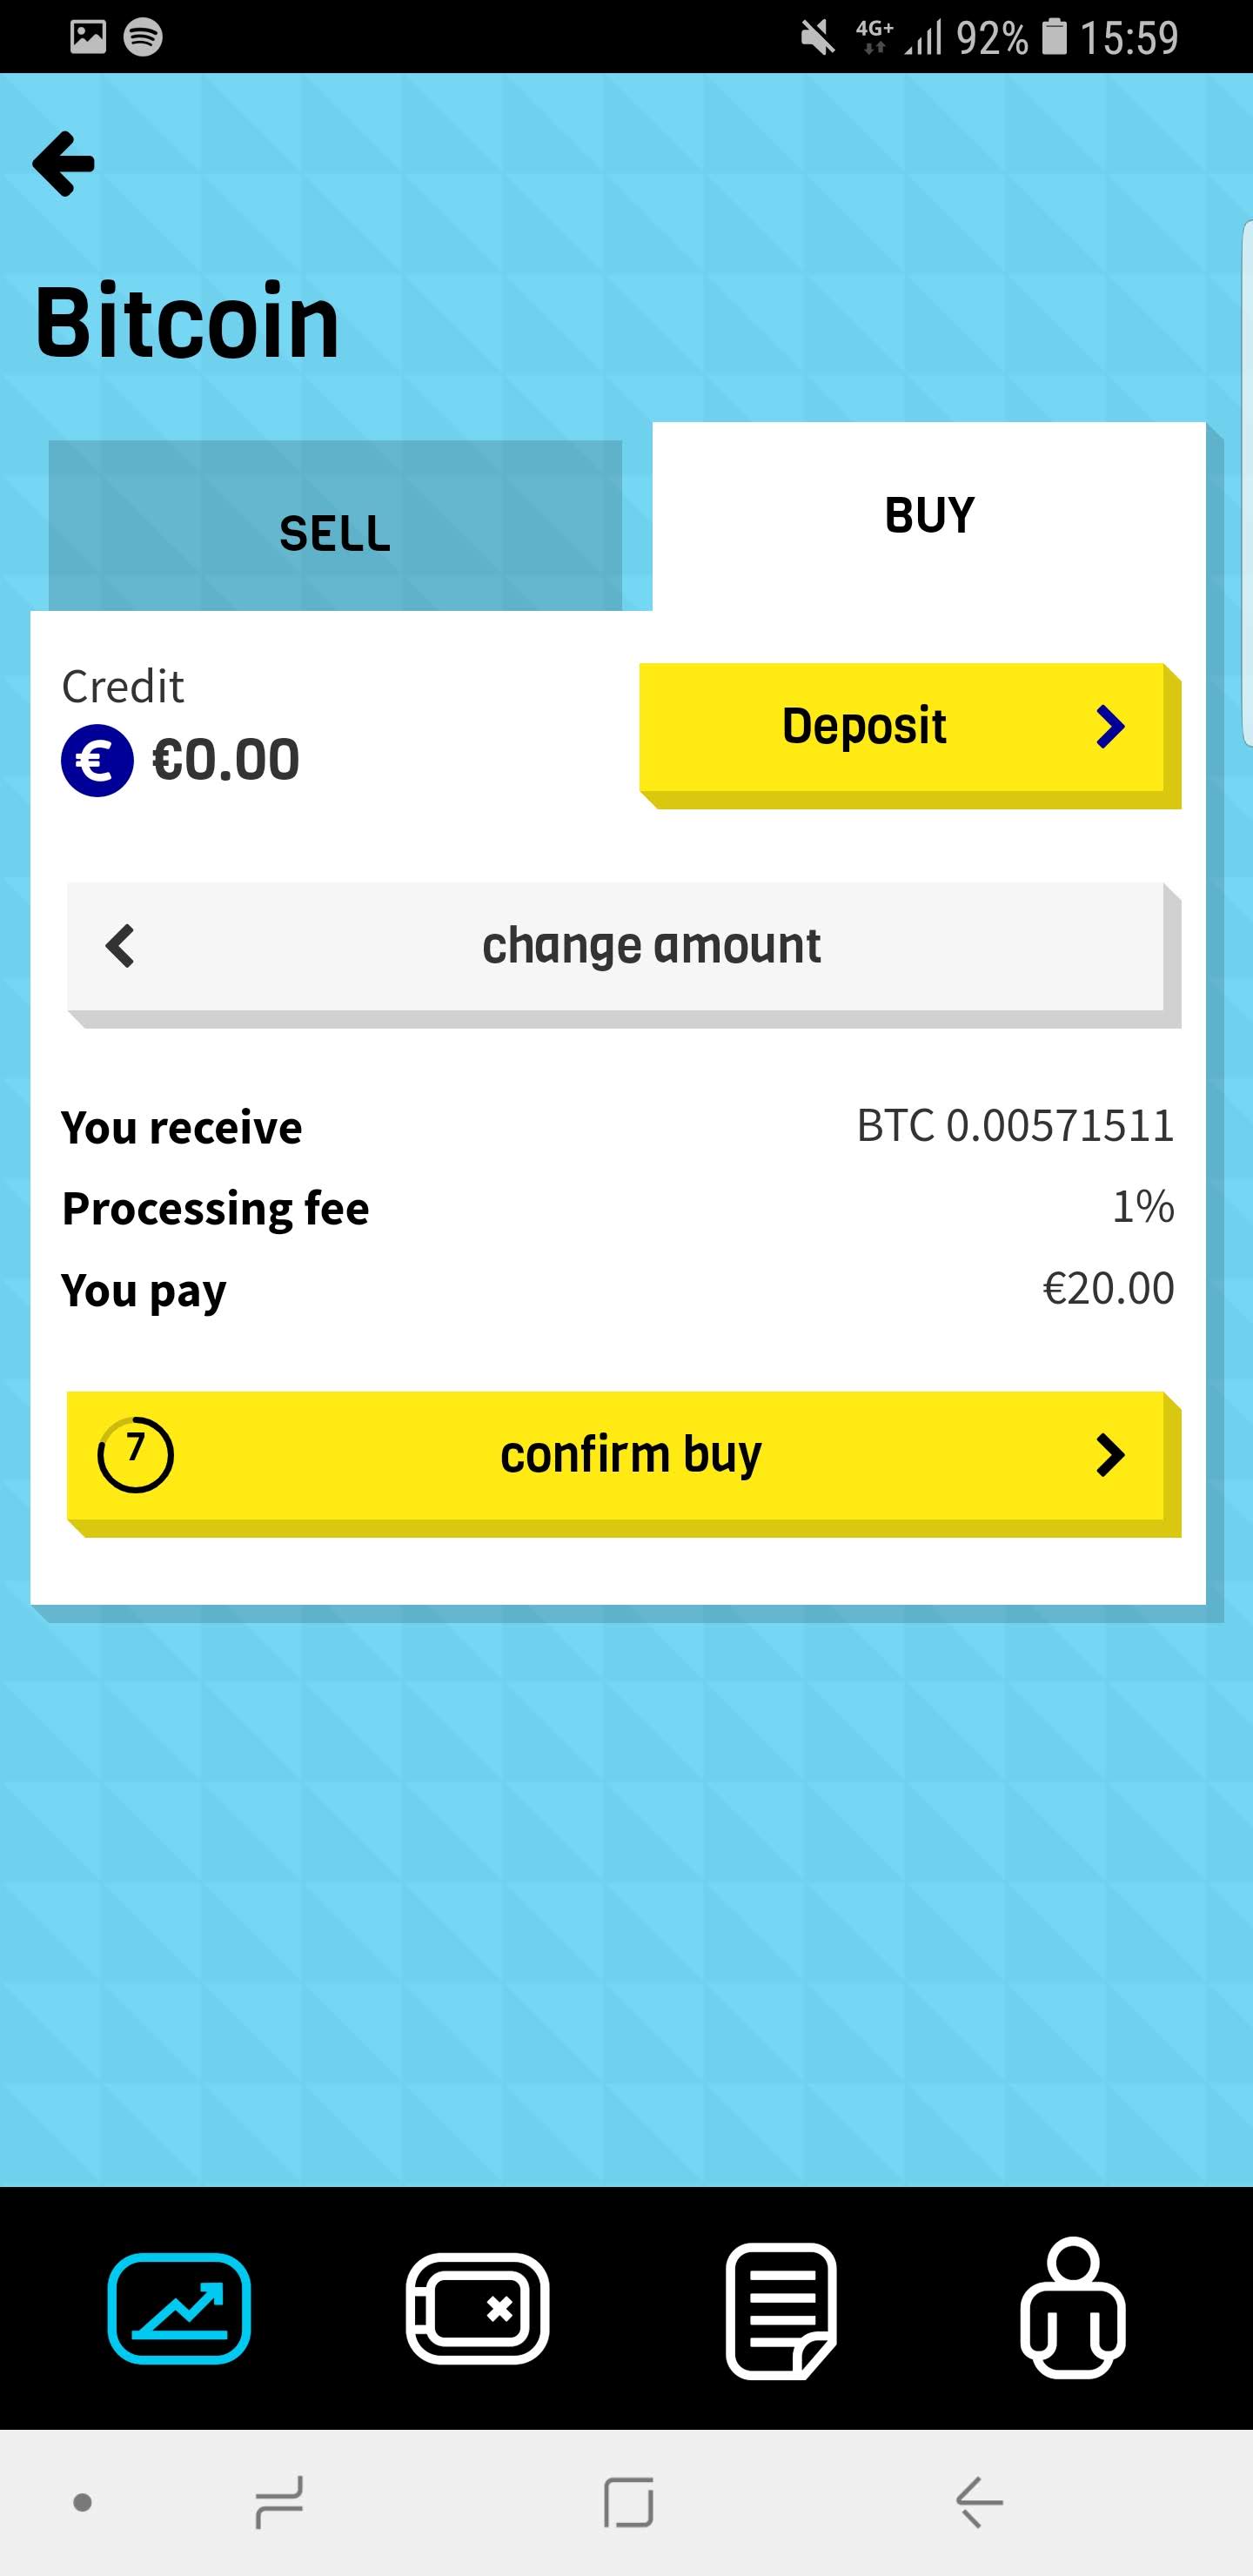 4G+ 92% 15:59
Bitcoin
SELL
BUY
Credit
€ €0.00
Deposit
change amount
You receive BTC 0.00571511
Processing fee 1%
You pay €20.00
7 confirm buy